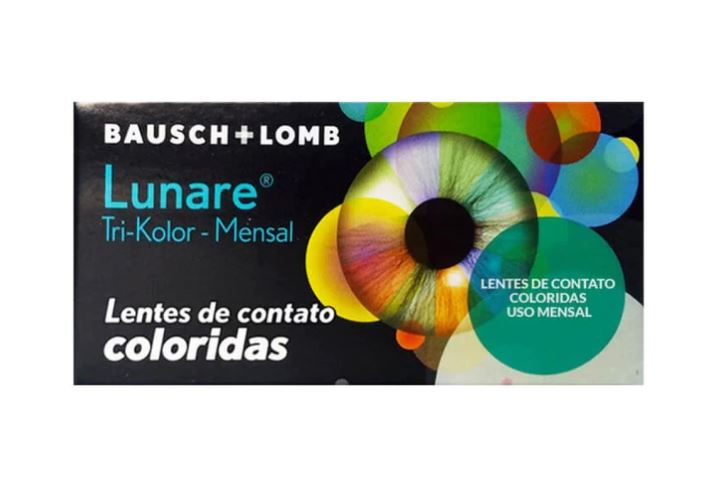 BAUSCH+LOMB
Lunare®
Tri-Kolor - Mensal
Lentes de contato
coloridas
LENTES DE CONTATO
COLORIDAS
USO MENSAL